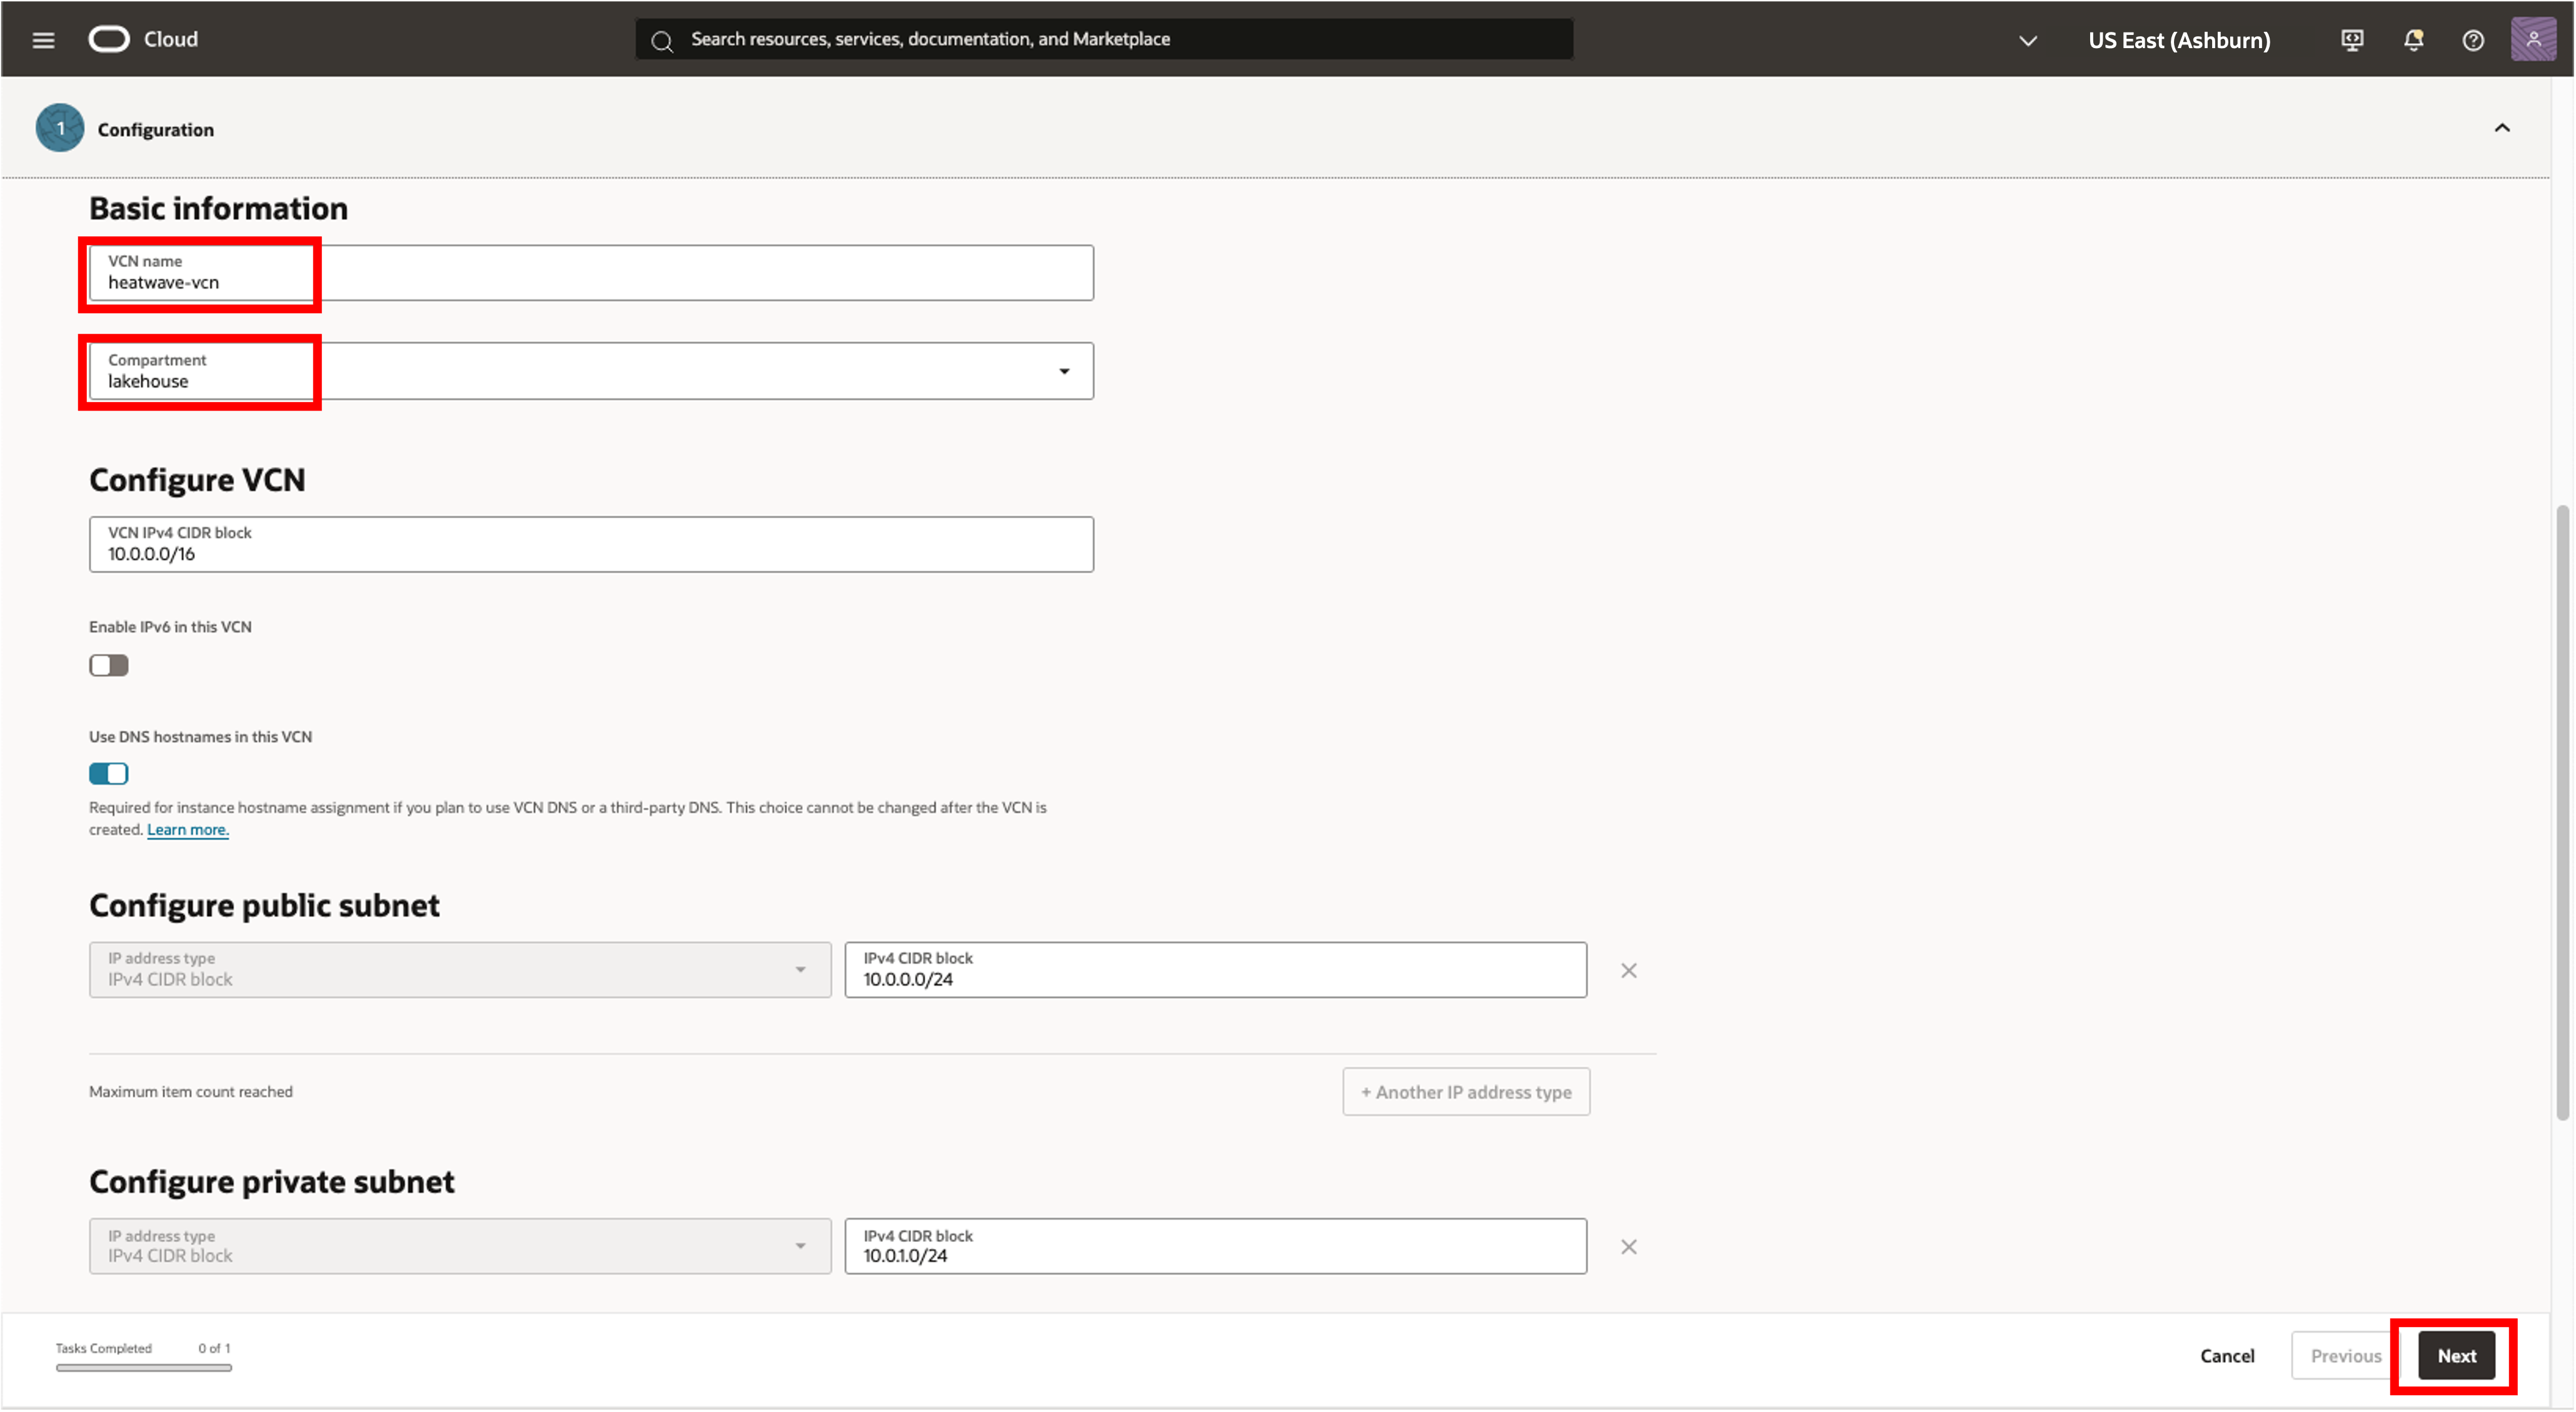 Cloud
Search resources, services, documentation, and Marketplace
US East (Ashburn)
1
Configuration
Basic information
VCN name
heatwave-vcn
Compartment
lakehouse
Configure VCN
VCN IPv4 CIDR block
10.0.0.0/16
Enable IPv6 in this VCN
Use DNS hostnames in this VCN
Required for instance hostname assignment if you plan to use VCN DNS or a third-party DNS. This choice cannot be changed after the VCN is
created. Learn more.
Configure public subnet
IP address type
IPv4 CIDR block
IPv4 CIDR block
10.0.0.0/24
Maximum item count reached
+ Another IP address type
Configure private subnet
IP address type
IPv4 CIDR block
IPv4 CIDR block
10.0.1.0/24
Tasks Completed 0 of 1
Cancel
Previous
Next